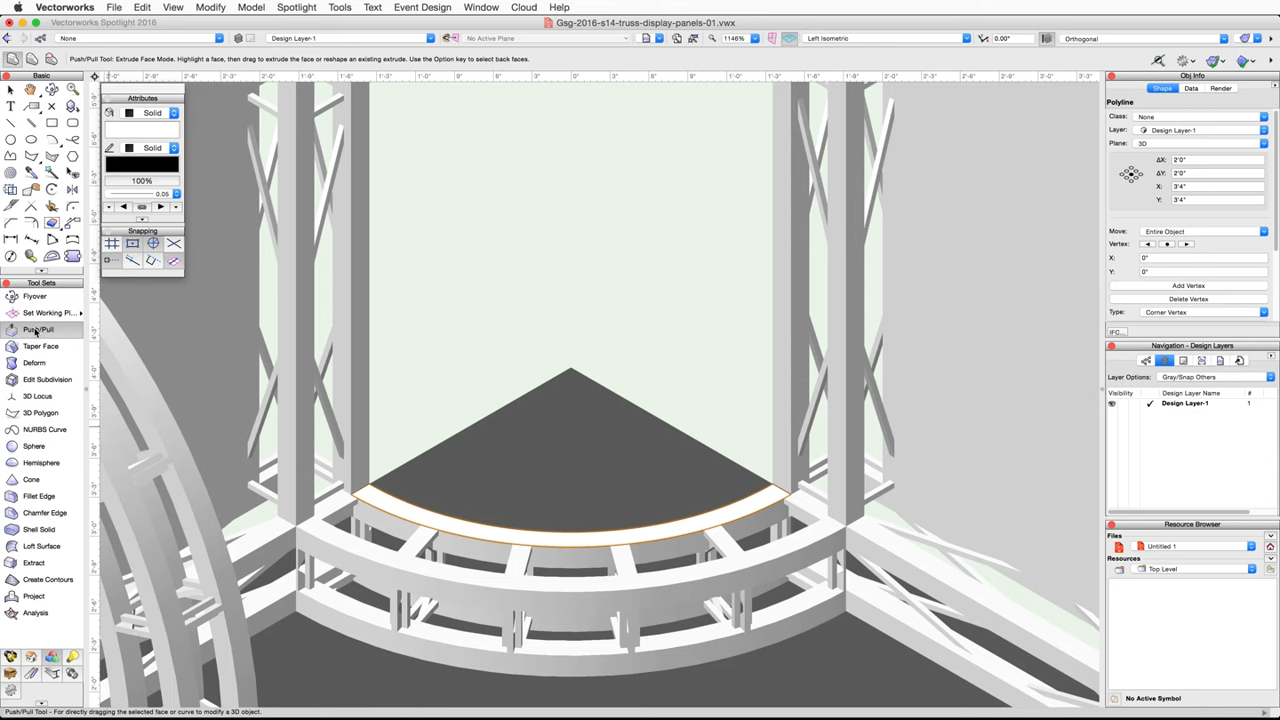 Vectorworks File Edit View Modify Model Spotlight Tools Text Event Design Window Cloud Help
Vectorworks Spotlight 2016
Gsg-2016-s14-truss-display-panels-01.vwx
None Design Layer-1 No Active Plane 1146% Left Isometric 0.00° Orthogonal
Push/Pull Tool: Extrude Face Mode. Highlight a face, then drag to extrude the face or reshape an existing extrude. Use the Option key to select back faces.
Basic
Attributes
Solid
Solid
100%
0.05
Snapping
Tool Sets
Flyover
Set Working Pl...
Push/Pull
Taper Face
Deform
Edit Subdivision
3D Locus
3D Polygon
NURBS Curve
Sphere
Hemisphere
Cone
Fillet Edge
Chamfer Edge
Shell Solid
Loft Surface
Extract
Create Contours
Project
Analysis
Obj Info
Shape Data Render
Polyline
Class: None
Layer: Design Layer-1
Plane: 3D
ΔX: 2'0"
ΔY: 2'0"
X: 3'4"
Y: 3'4"
Move: Entire Object
Vertex:
X: 0"
Y: 0"
Add Vertex
Delete Vertex
Type: Corner Vertex
IFC...
Navigation - Design Layers
Layer Options: Gray/Snap Others
Visibility Design Layer Name #
Design Layer-1 1
Resource Browser
Files
Untitled 1
Resources
Top Level
No Active Symbol
Push/Pull Tool - For directly dragging the selected face or curve to modify a 3D object.